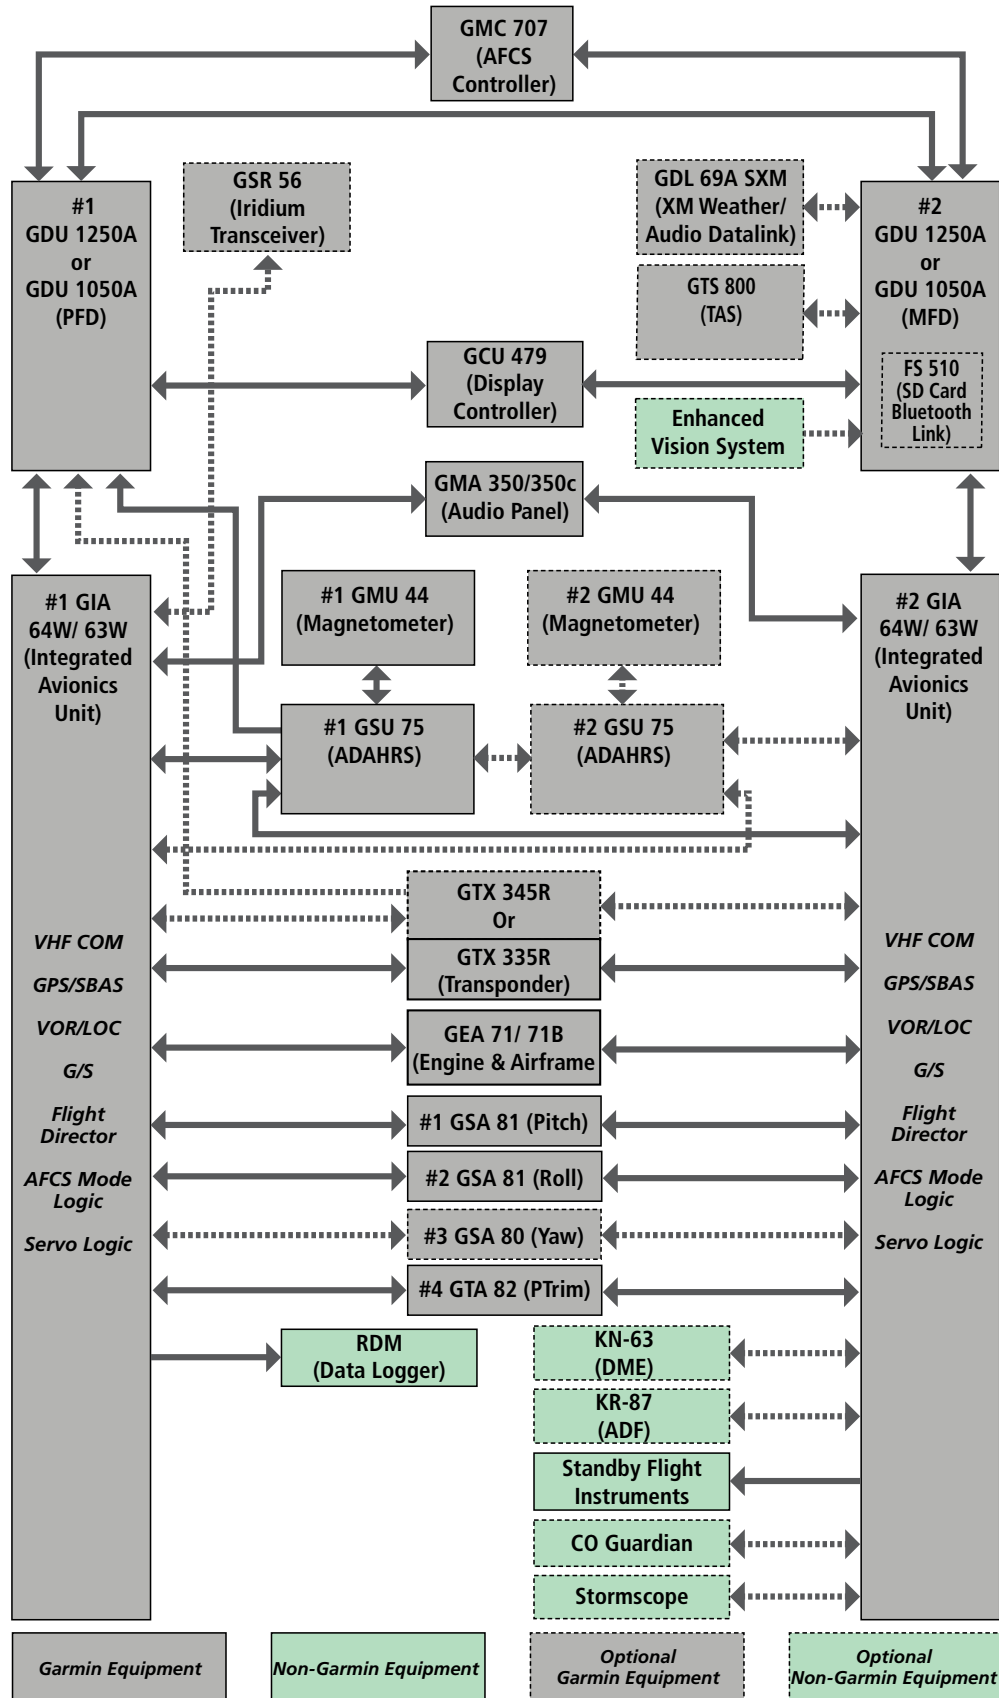 GMC 707
(AFCS
Controller)
#1
GDU 1250A
or
GDU 1050A
(PFD)
GSR 56
(Iridium
Transceiver)
GDL 69A SXM
(XM Weather/
Audio Datalink)
#2
GDU 1250A
or
GDU 1050A
(MFD)
GTS 800
(TAS)
GCU 479
(Display
Controller)
FS 510
(SD Card
Bluetooth
Link)
Enhanced
Vision System
GMA 350/350c
(Audio Panel)
#1 GIA
64W/ 63W
(Integrated
Avionics
Unit)
#1 GMU 44
(Magnetometer)
#2 GMU 44
(Magnetometer)
#2 GIA
64W/ 63W
(Integrated
Avionics
Unit)
#1 GSU 75
(ADAHRS)
#2 GSU 75
(ADAHRS)
GTX 345R
Or
GTX 335R
(Transponder)
GEA 71/ 71B
(Engine & Airframe
#1 GSA 81 (Pitch)
#2 GSA 81 (Roll)
#3 GSA 80 (Yaw)
#4 GTA 82 (PTrim)
VHF COM
GPS/SBAS
VOR/LOC
G/S
Flight
Director
AFCS Mode
Logic
Servo Logic
VHF COM
GPS/SBAS
VOR/LOC
G/S
Flight
Director
AFCS Mode
Logic
Servo Logic
RDM
(Data Logger)
KN-63
(DME)
KR-87
(ADF)
Standby Flight
Instruments
CO Guardian
Stormscope
Garmin Equipment
Non-Garmin Equipment
Optional
Garmin Equipment
Optional
Non-Garmin Equipment